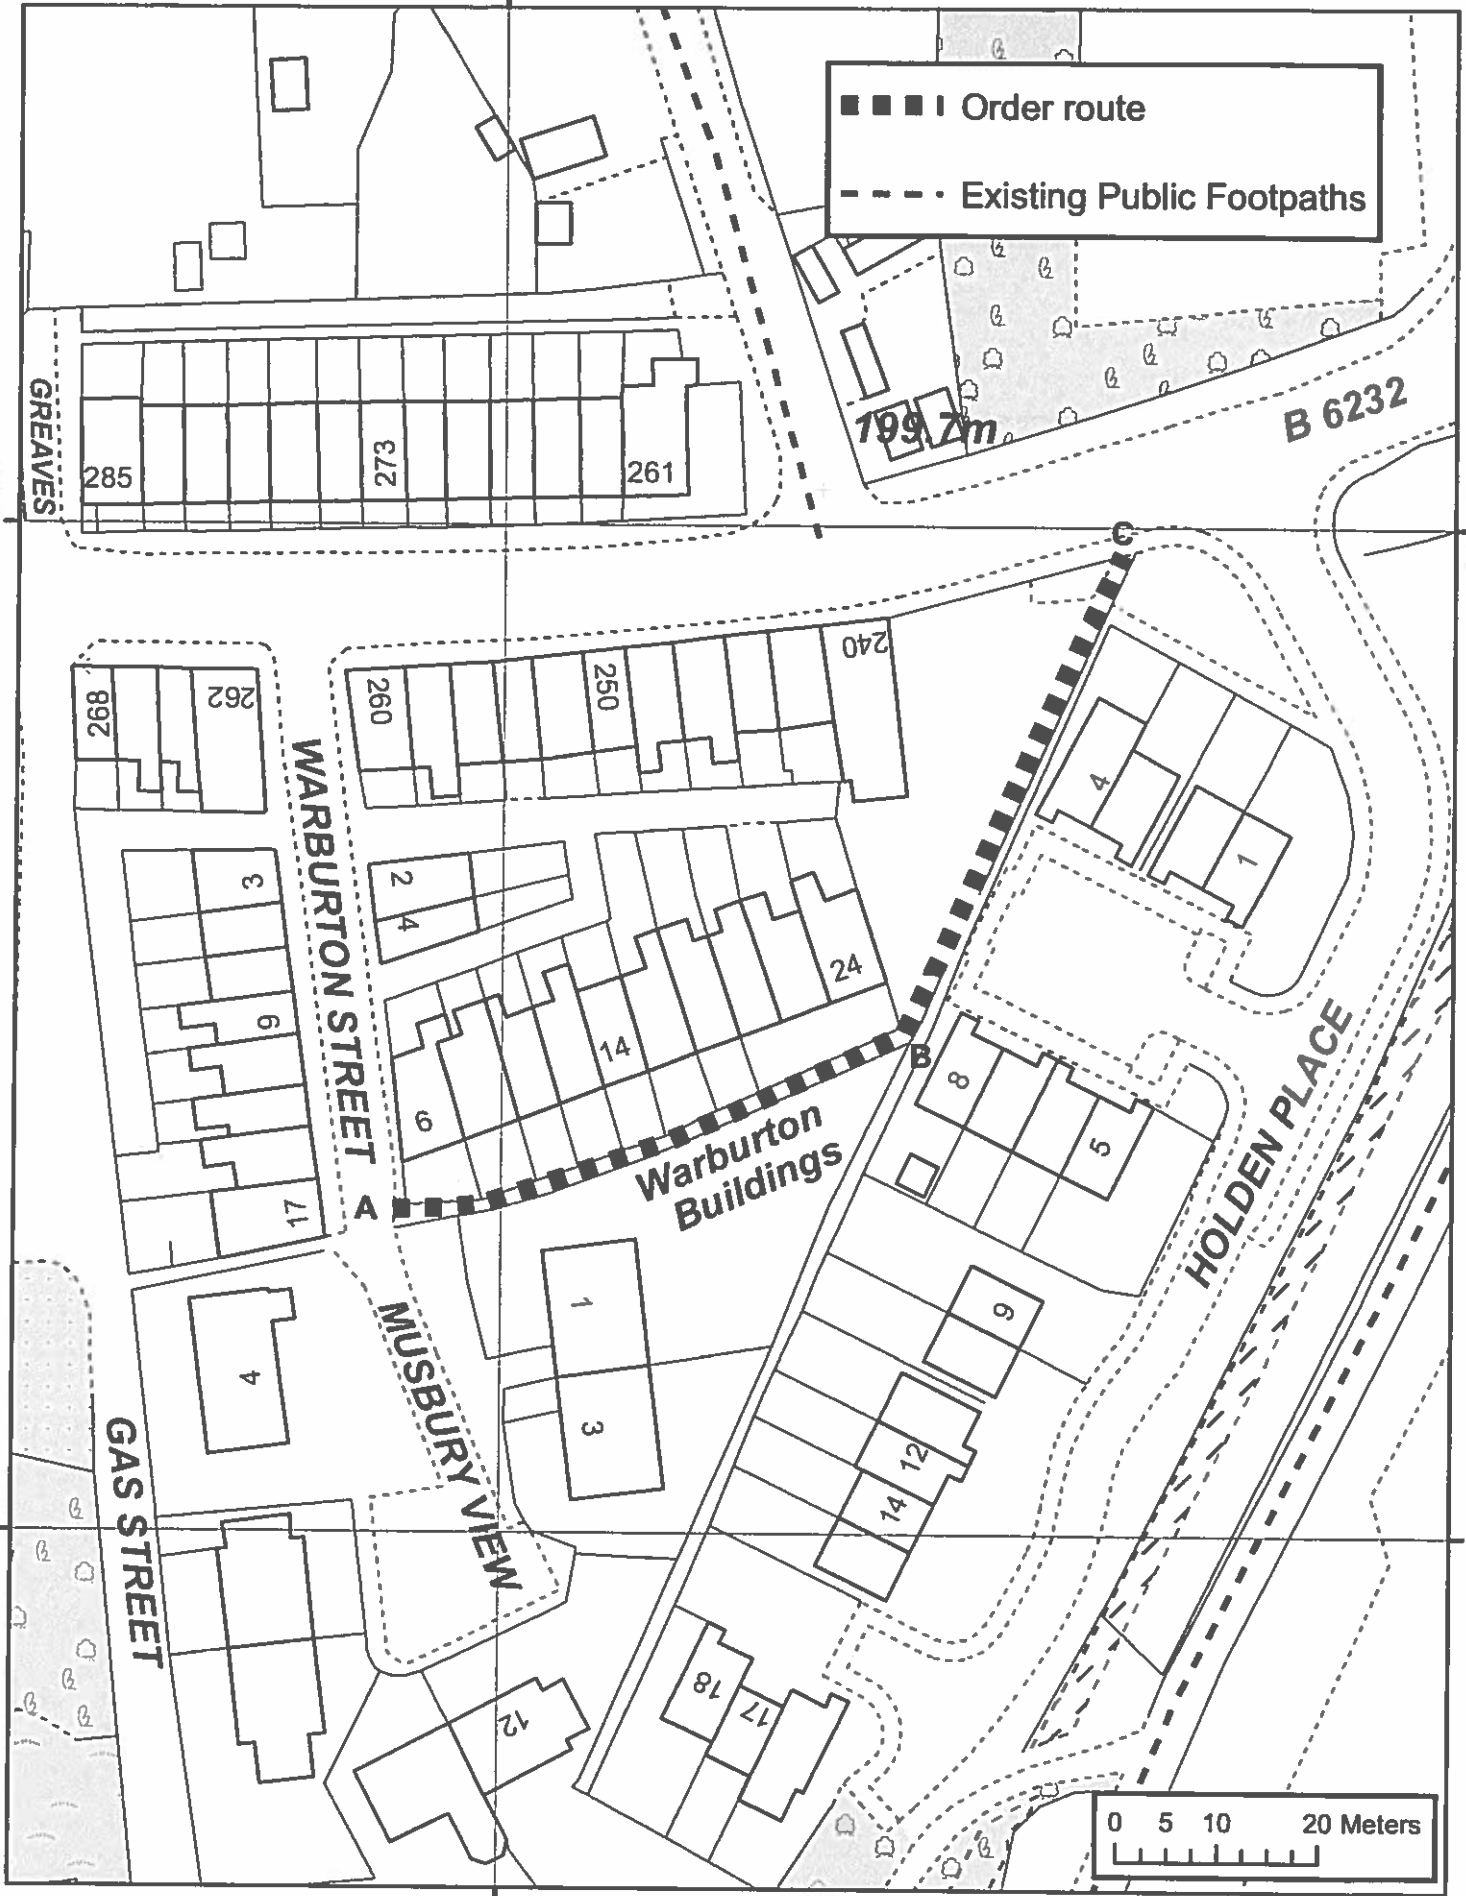 Order route
Existing Public Footpaths
B 6232
199.7m
GREAVES
285
273
261
C
240
250
260
262
268
WARBURTON STREET
3
9
17
2
4
6
14
24
A
B
Warburton
Buildings
4
1
8
5
HOLDEN PLACE
9
12
14
18
17
1
3
MUSBURY VIEW
4
GAS STREET
12
0 5 10 20 Meters